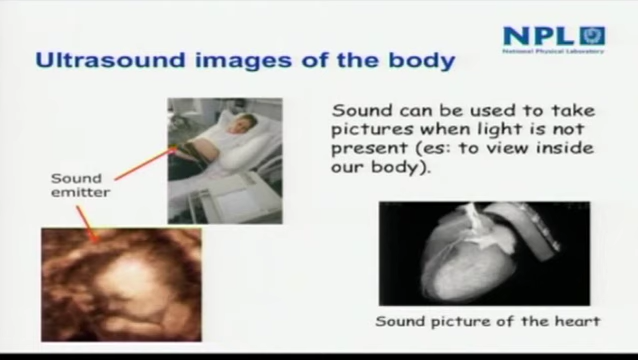 NPL
National Physical Laboratory
Ultrasound images of the body
Sound can be used to take
pictures when light is not
present (es: to view inside
our body).
Sound
emitter
Sound picture of the heart